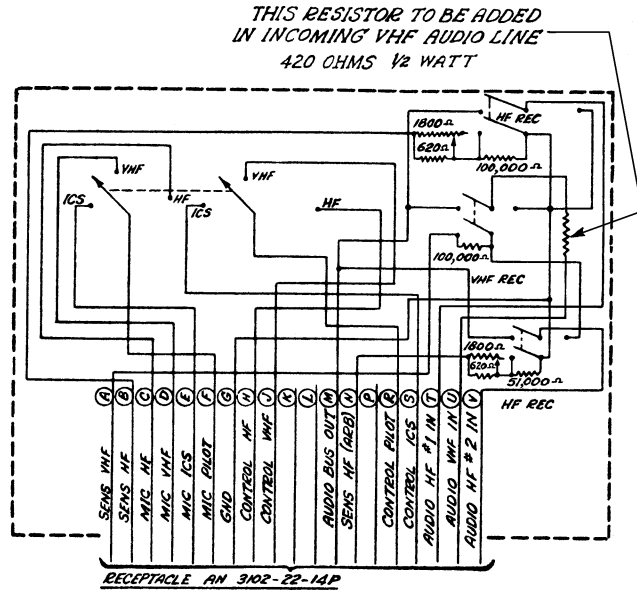 THIS RESISTOR TO BE ADDED
IN INCOMING VHF AUDIO LINE
420 OHMS 1/2 WATT
HF REC
1800Ω
620Ω
100,000Ω
VHF
VHF
ICS
HF
ICS
HF
100,000Ω
VHF REC
1800Ω
620Ω
51,000Ω
HF REC
A B C D E F G H J K L M N P R S T U V
SENS VHF
SENS HF
MIC HF
MIC VHF
MIC ICS
MIC PILOT
GND
CONTROL HF
CONTROL VHF
AUDIO BUS OUT
SENS HF (ARB)
CONTROL PILOT
CONTROL ICS
AUDIO HF #1 IN
AUDIO VHF IN
AUDIO HF #2 IN
RECEPTACLE AN 3102-22-14P